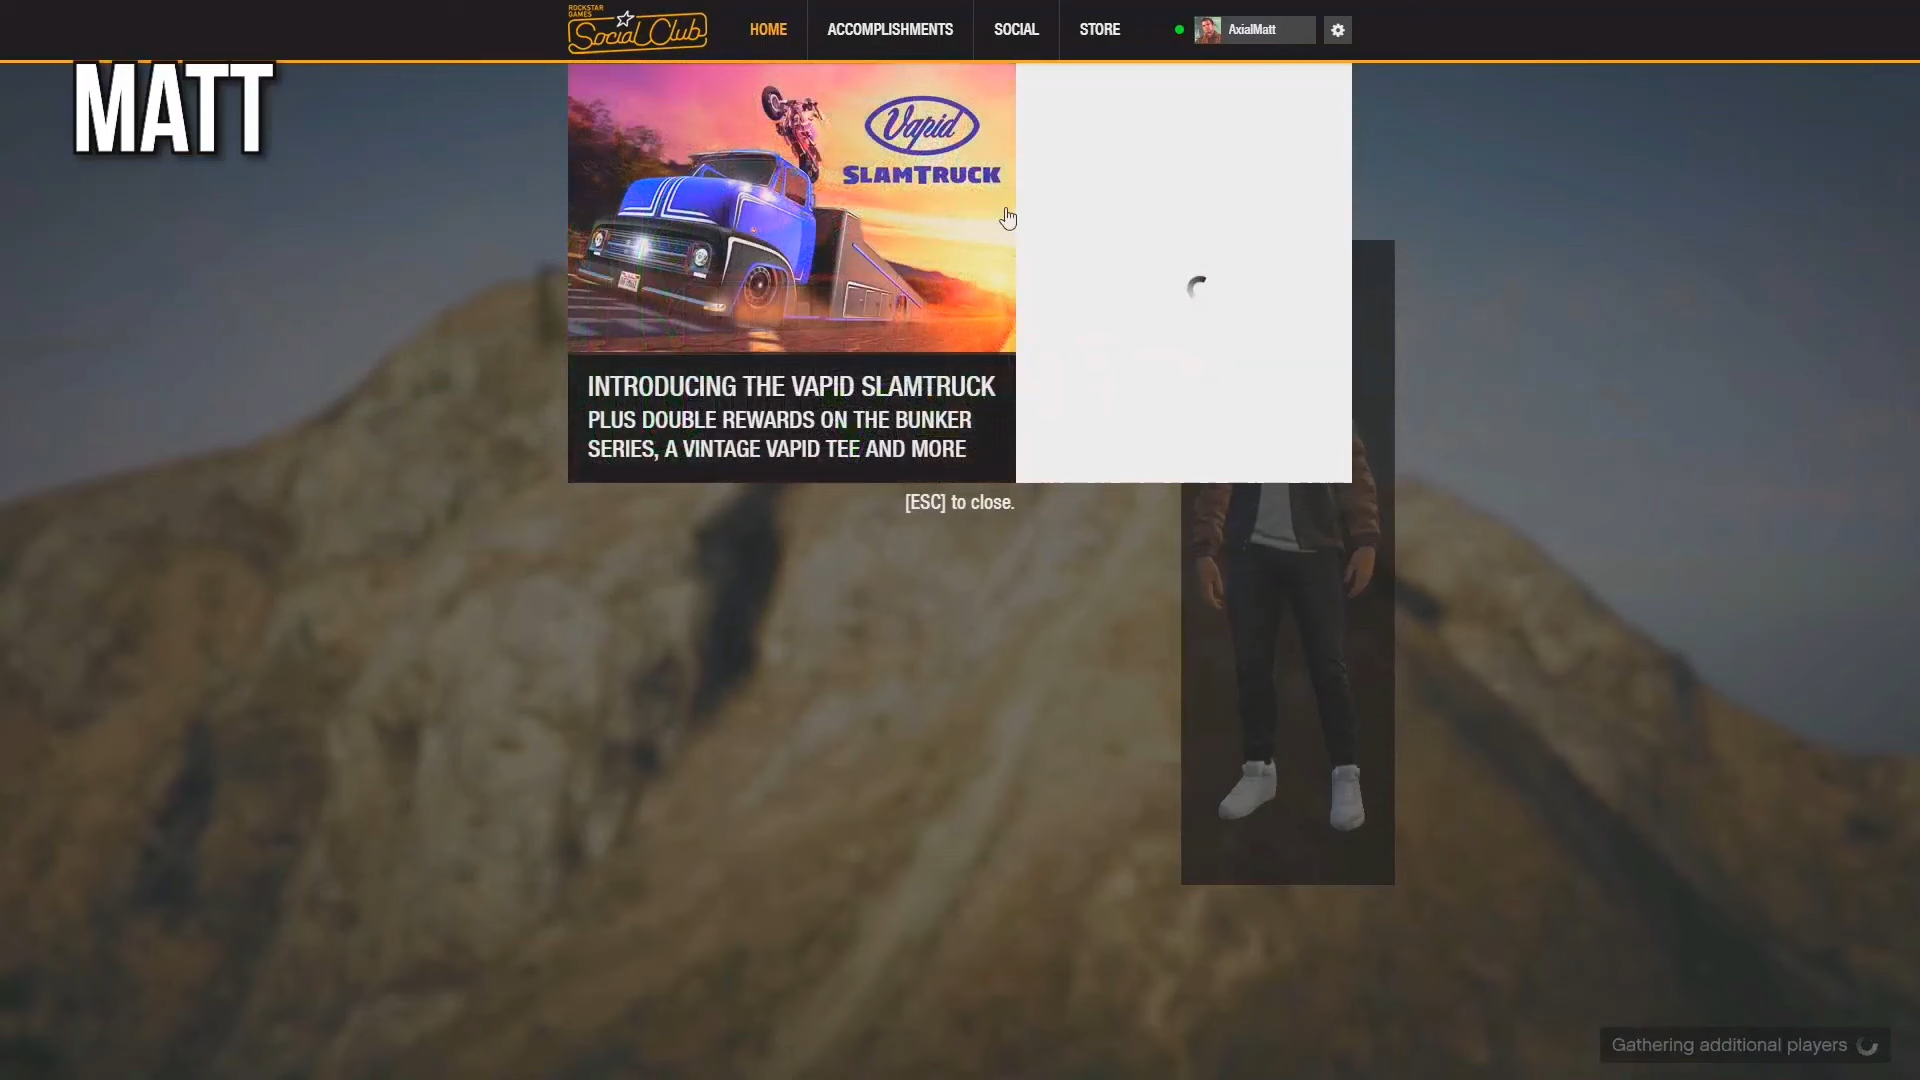 ROCKSTAR
GAMES
Social Club
HOME
ACCOMPLISHMENTS
SOCIAL
STORE
AxialMatt
MATT
Vapid
SLAMTRUCK
INTRODUCING THE VAPID SLAMTRUCK
PLUS DOUBLE REWARDS ON THE BUNKER
SERIES, A VINTAGE VAPID TEE AND MORE
[ESC] to close.
Gathering additional players